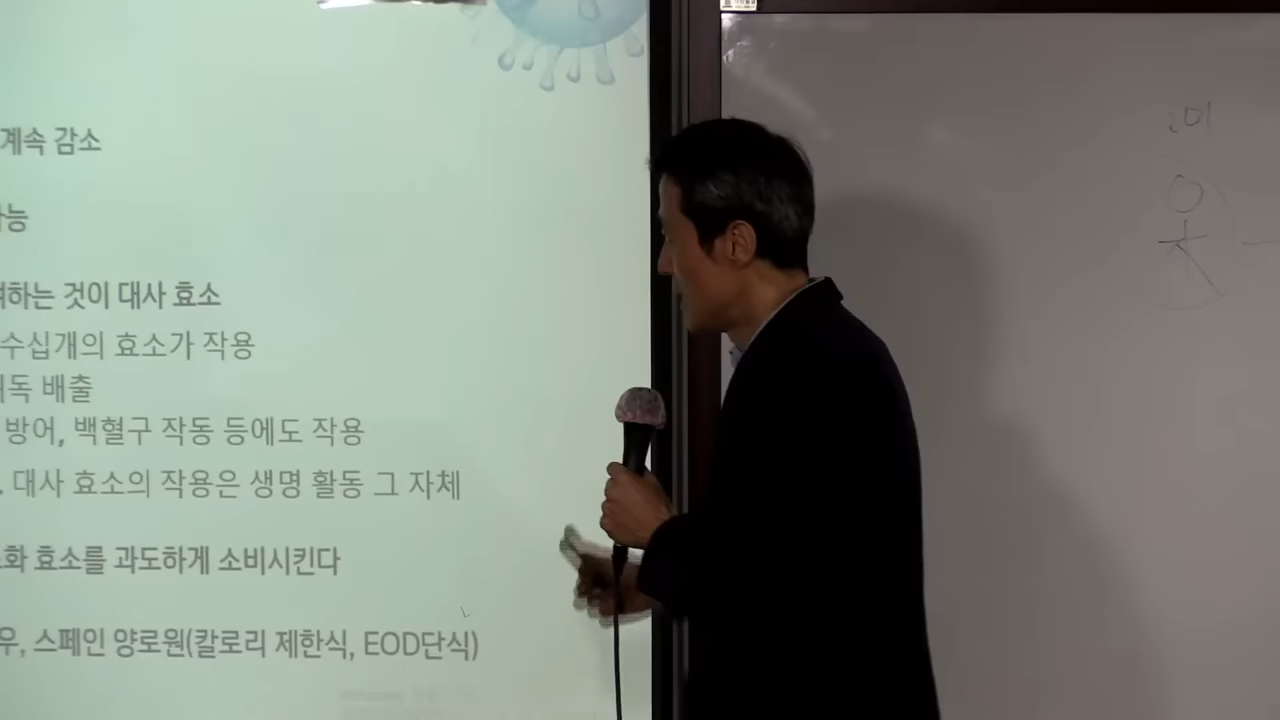 계속 감소
능
하는 것이 대사 효소
수십개의 효소가 작용
독 배출
방어, 백혈구 작동 등에도 작용
. 대사 효소의 작용은 생명 활동 그 자체
화 효소를 과도하게 소비시킨다
우, 스페인 양로원(칼로리 제한식, EOD단식)